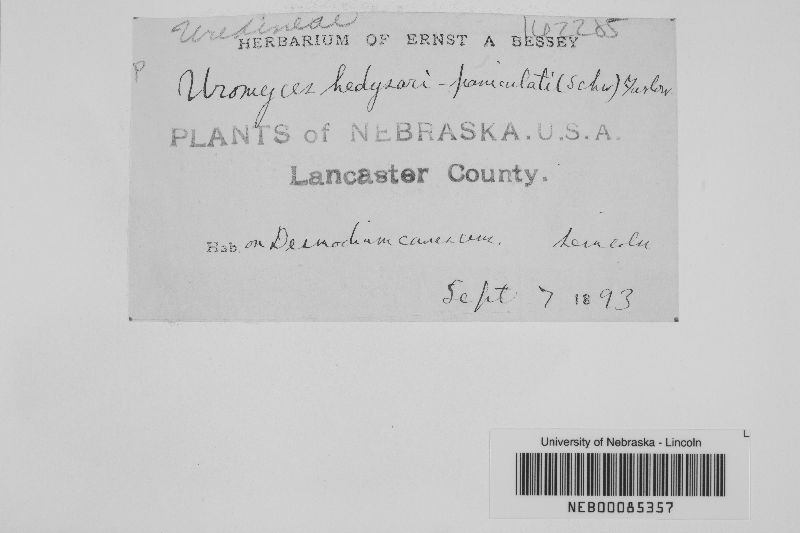 Uredineae 167285
HERBARIUM OF ERNST A BESSEY
P
Uromyces hedysari-paniculati (Schw) Farlow
PLANTS of NEBRASKA. U.S.A.
Lancaster County.
Hab. on Desmodium canescens. Lincoln
Sept 7 1893
University of Nebraska - Lincoln
L
NEB00085357